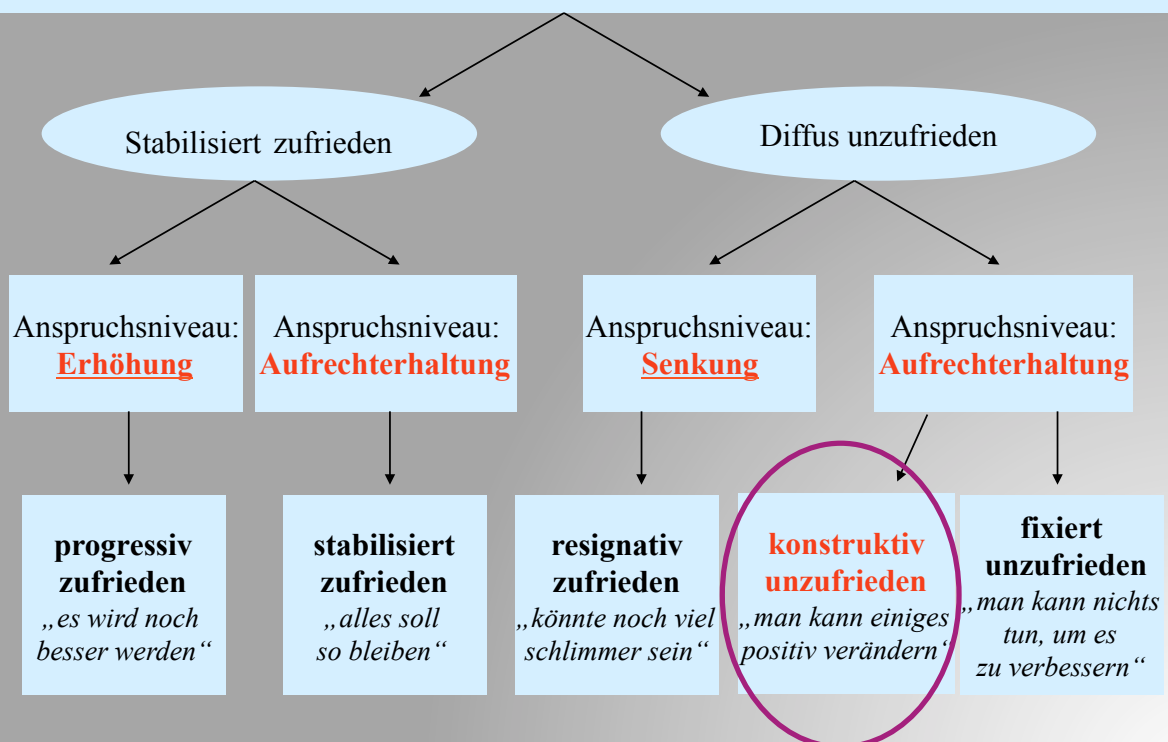 Stabilisiert zufrieden
Diffus unzufrieden
Anspruchsniveau:
Erhöhung
Anspruchsniveau:
Aufrechterhaltung
Anspruchsniveau:
Senkung
Anspruchsniveau:
Aufrechterhaltung
progressiv
zufrieden
„es wird noch
besser werden“
stabilisiert
zufrieden
„alles soll
so bleiben“
resignativ
zufrieden
„könnte noch viel
schlimmer sein“
konstruktiv
unzufrieden
„man kann einiges
positiv verändern‘
fixiert
unzufrieden
„man kann nichts
tun, um es
zu verbessern“